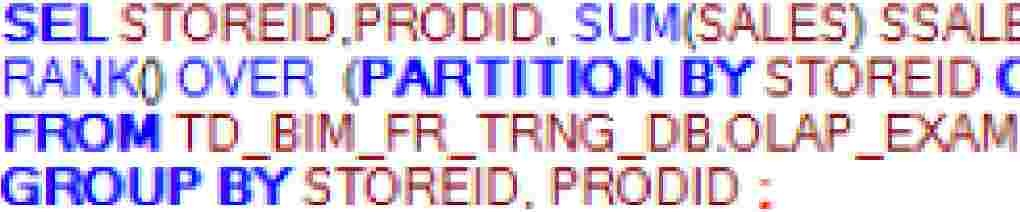 SEL STOREID,PRODID, SUM(SALES) SSALE
RANK() OVER (PARTITION BY STOREID
FROM TD_BIM_FR_TRNG_DB.OLAP_EXAM
GROUP BY STOREID, PRODID ;